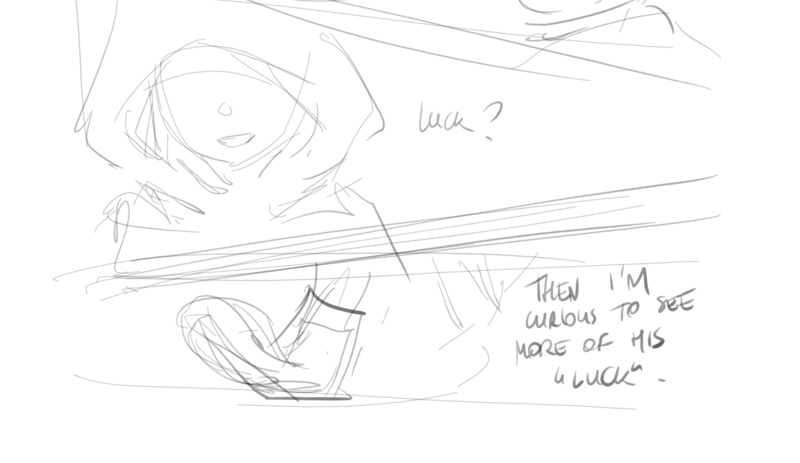 Luck?
THEN I'M
CURIOUS TO SEE
MORE OF HIS
"LUCK".